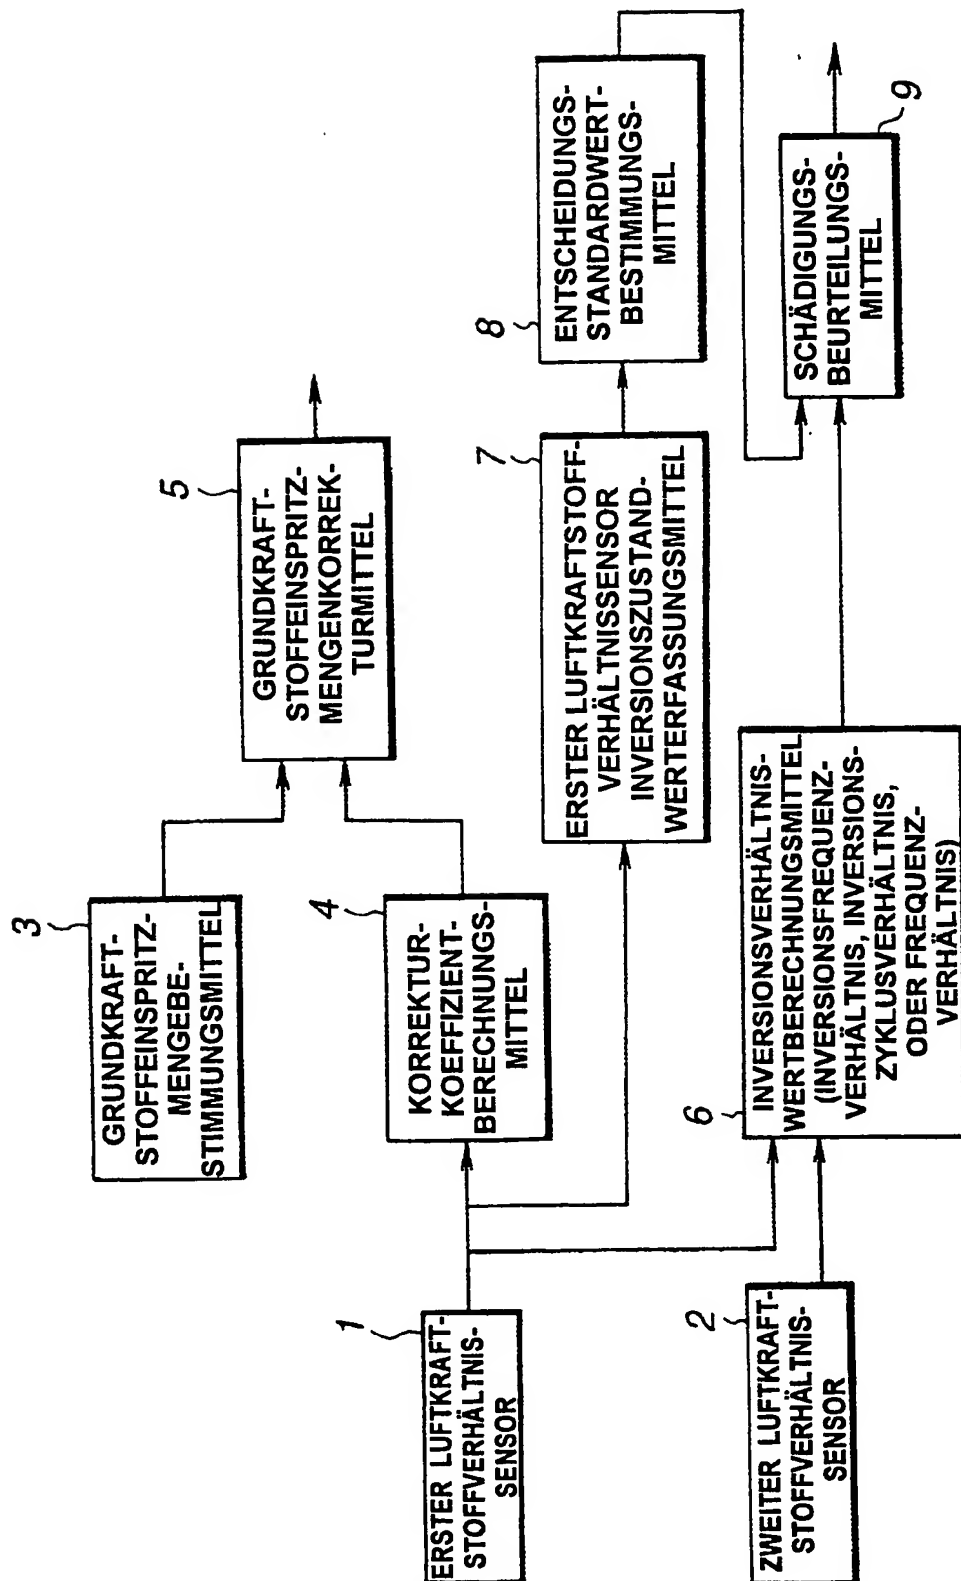 1
ERSTER LUFTKRAFT-
STOFFVERHÄLTNIS-
SENSOR
2
ZWEITER LUFTKRAFT-
STOFFVERHÄLTNIS-
SENSOR
3
GRUNDKRAFT-
STOFFEINSPRITZ-
MENGEBE-
STIMMUNGSMITTEL
4
KORREKTUR-
KOEFFIZIENT-
BERECHNUNGS-
MITTEL
5
GRUNDKRAFT-
STOFFEINSPRITZ-
MENGENKORREK-
TURMITTEL
6
INVERSIONSVERHÄLTNIS-
WERTBERECHNUNGSMITTEL
(INVERSIONSFREQUENZ-
VERHÄLTNIS, INVERSIONS-
ZYKLUSVERHÄLTNIS,
ODER FREQUENZ-
VERHÄLTNIS)
7
ERSTER LUFTKRAFTSTOFF-
VERHÄLTNISSENSOR
INVERSIONSZUSTAND-
WERTERFASSUNGSMITTEL
8
ENTSCHEIDUNGS-
STANDARDWERT-
BESTIMMUNGS-
MITTEL
9
SCHÄDIGUNGS-
BEURTEILUNGS-
MITTEL